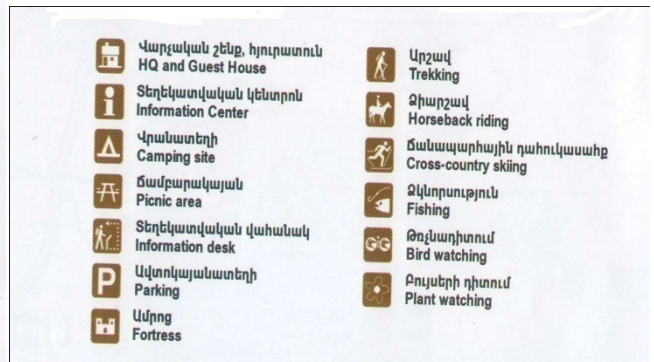 Վարչական շենք, հյուրատուն
HQ and Guest House
Տեղեկատվական կենտրոն
Information Center
Վրանատեղի
Camping site
Ճամբարակայան
Picnic area
Տեղեկատվական վահանակ
Information desk
P
Ավտոկայանատեղի
Parking
Ամրոց
Fortress
Արշավ
Trekking
Ձիարշավ
Horseback riding
Ճանապարհային դահուկասահք
Cross-country skiing
Ձկնորսություն
Fishing
Թռչնադիտում
Bird watching
Բույսերի դիտում
Plant watching